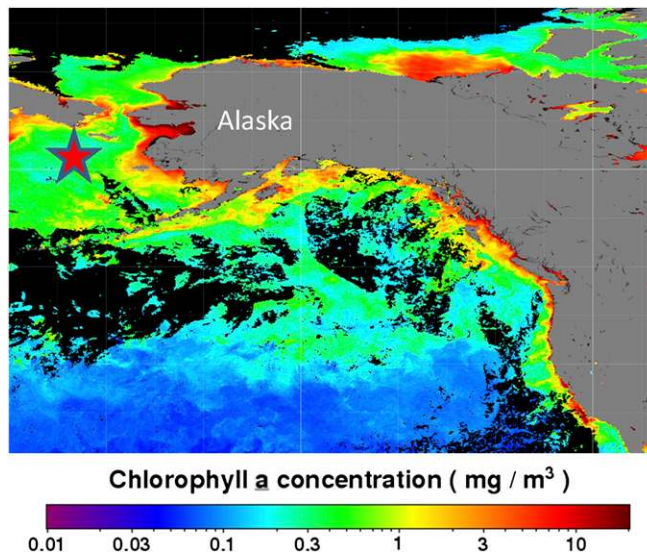 Alaska
Chlorophyll a concentration ( mg / m³ )
0.01 0.03 0.1 0.3 1 3 10